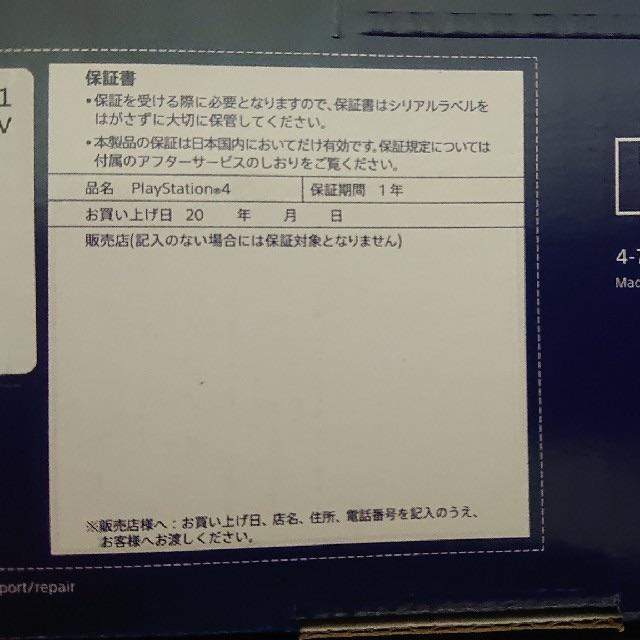 保証書
•保証を受ける際に必要となりますので、保証書はシリアルラベルを
はがさずに大切に保管してください。
•本製品の保証は日本国内においてだけ有効です。保証規定については
付属のアフターサービスのしおりをご覧ください。
品名 PlayStation®4 保証期間 1年
お買い上げ日 20 年 月 日
販売店(記入のない場合には保証対象となりません)
※販売店様へ：お買い上げ日、店名、住所、電話番号を記入のうえ、
お客様へお渡しください。
1
V
4-7
Mad
port/repair